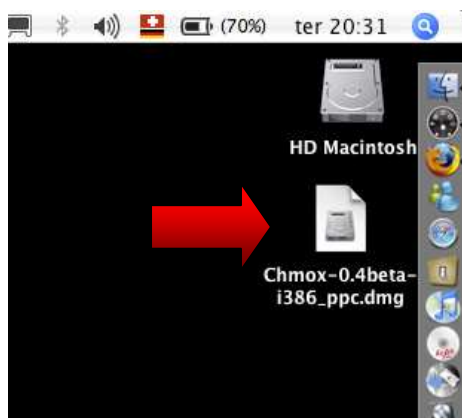 (70%) ter 20:31
HD Macintosh
Chmox-0.4beta-
i386_ppc.dmg